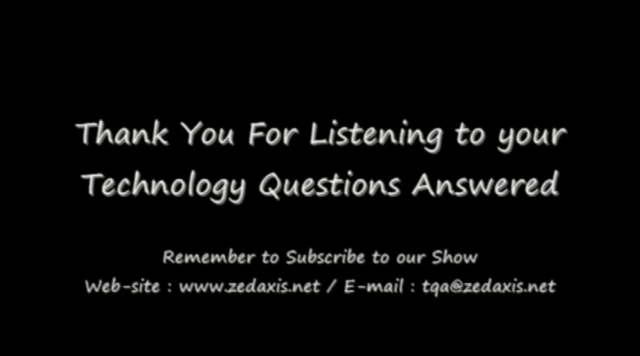 Thank You For Listening to your
Technology Questions Answered
Remember to Subscribe to our Show
Web-site : www.zedaxis.net / E-mail : tqa@zedaxis.net